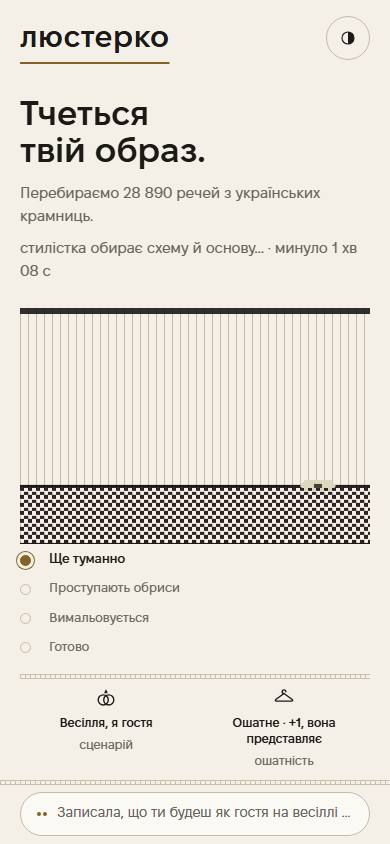 люстерко
Тчеться
твій образ.
Перебираємо 28 890 речей з українських
крамниць.
стилістка обирає схему й основу... · минуло 1 хв
08 с
Ще туманно
Проступають обриси
Вимальовується
Готово
Весілля, я гостя
сценарій
Ошатне · +1, вона
представляє
ошатність
Записала, що ти будеш як гостя на весіллі ...